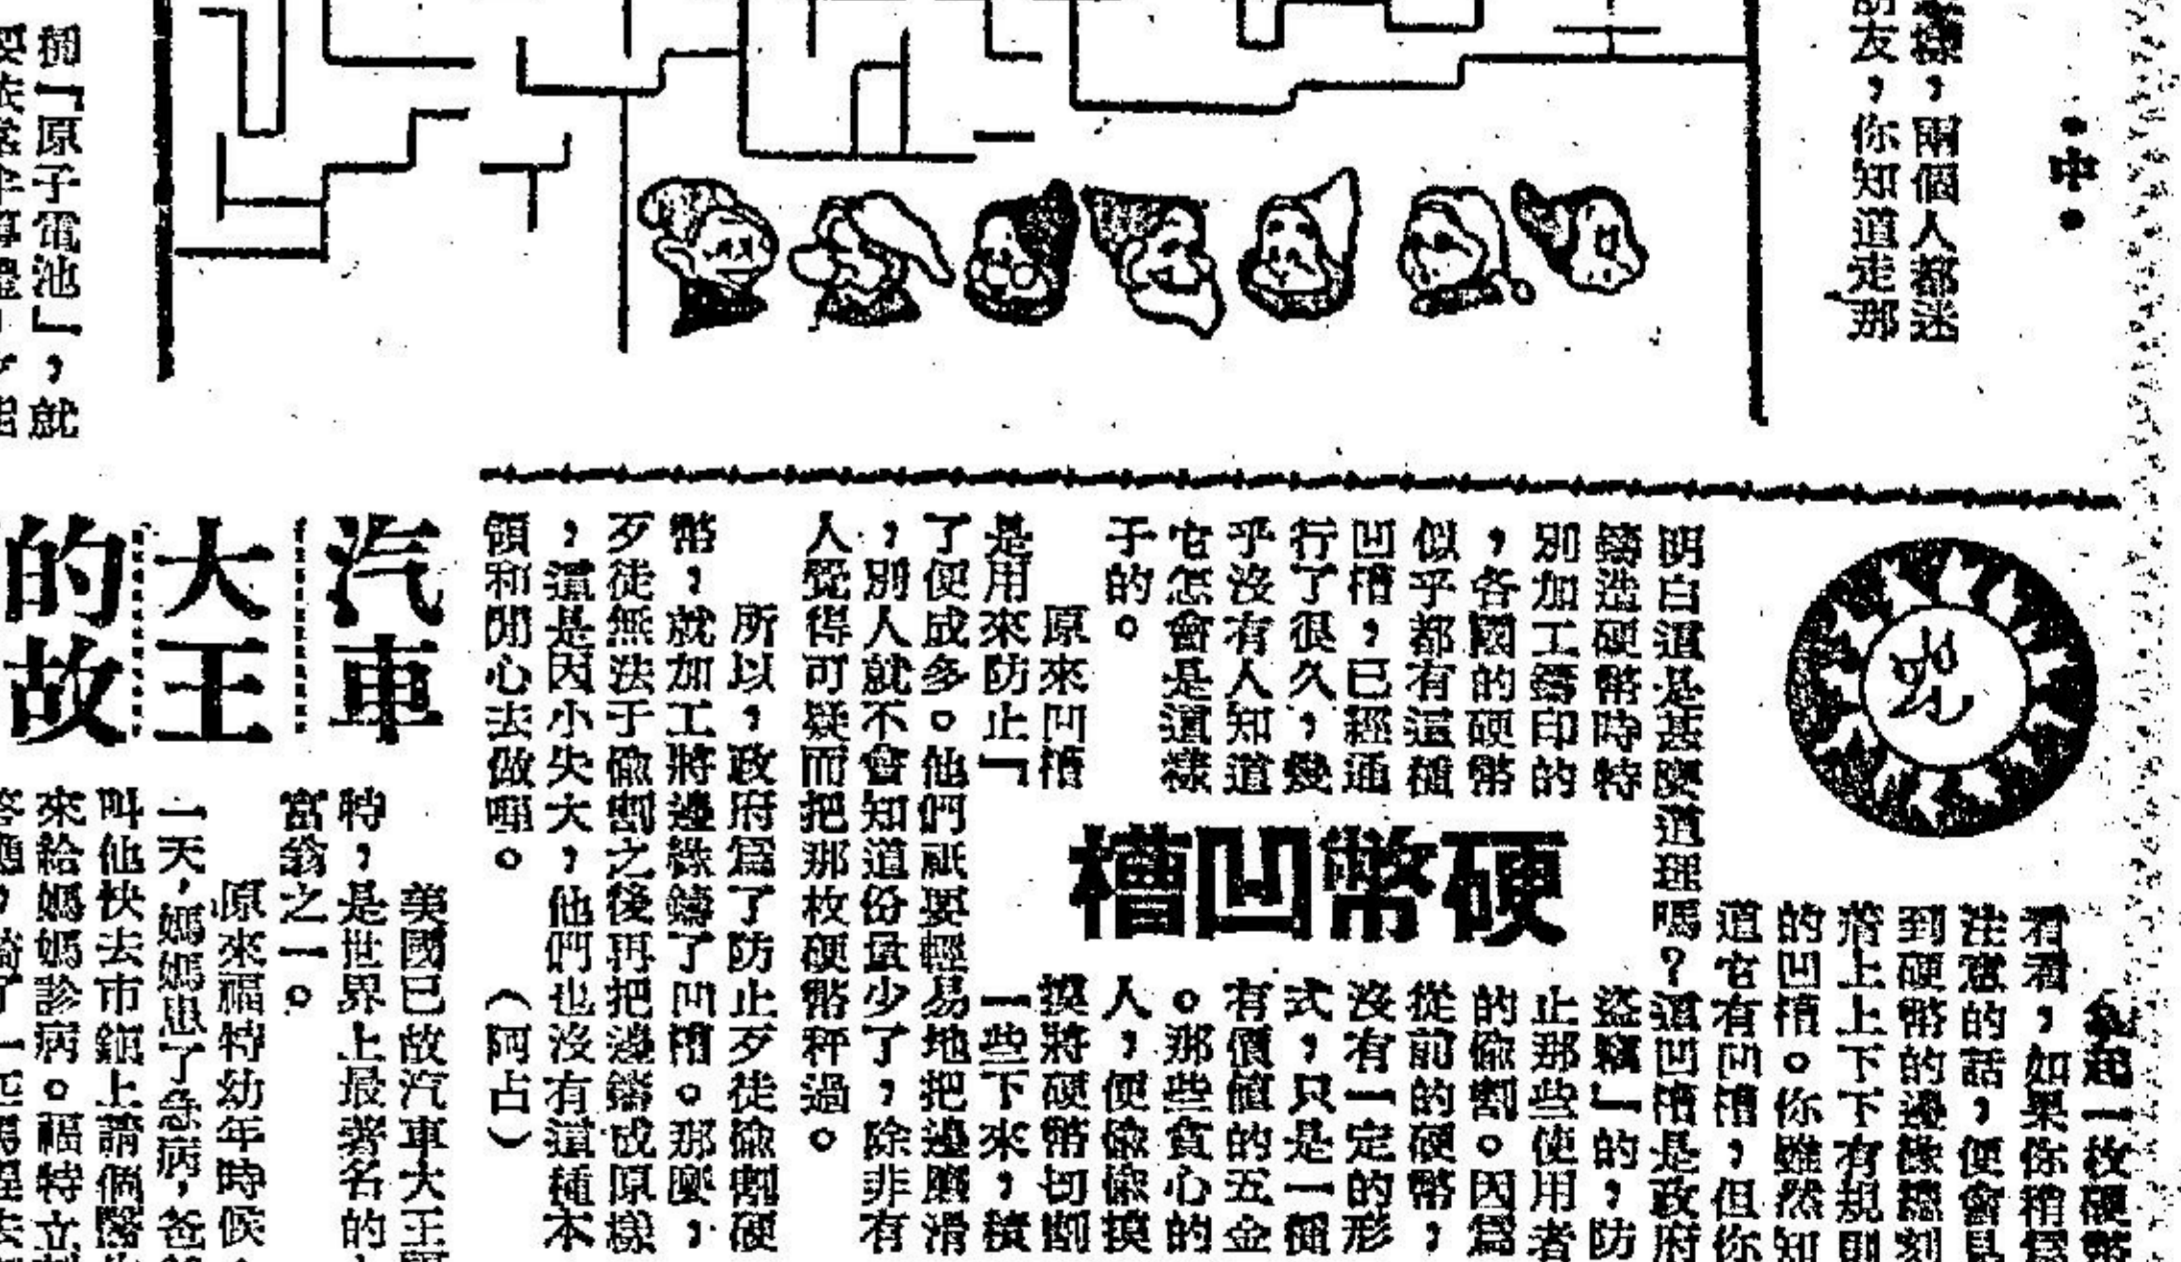 ・中・
樣，兩個人都迷
朋友，你知道走那
個『原子電池』，就
硬幣凹槽
拿起一枚硬幣
看看，如果你稍爲
注意的話，便會見
到硬幣的邊緣刻
着上上下下有規則
的凹槽。你雖然知
道它有凹槽，但你
明白這是甚麼道理嗎？這凹槽是政府
鑄造硬幣時特
別加工鑄印的
，各國的硬幣
似乎都有這種
凹槽，已經通
行了很久，幾
乎沒有人知道
它怎會是這樣
子的。
原來凹槽
是用來防止『
盜竊』的，防
止那些使用者
的偷割。因爲
從前的硬幣，
沒有一定的形
式，只是一個
有價值的五金
。那些貪心的
人，便偷偷摸
摸將硬幣切割
一些下來，積
了便成多。他們祇要輕易地把邊磨滑
，別人就不會知道份量少了，除非有
人覺得可疑而把那枚硬幣秤過。
所以，政府爲了防止歹徒偷割硬
幣，就加工將邊緣鑄了凹槽。那麼，
歹徒無法于偷割之後再把邊鑄成原樣
，這是因小失大，他們也沒有這種本
領和閒心去做。（阿占）
汽車
大王
的故
美國已故汽車大王
特，是世界上最著名的
富翁之一。
原來福特幼年時候，
一天，媽媽患了急病，爸
叫他快去市鎮上請個醫
來給媽媽診病。福特立